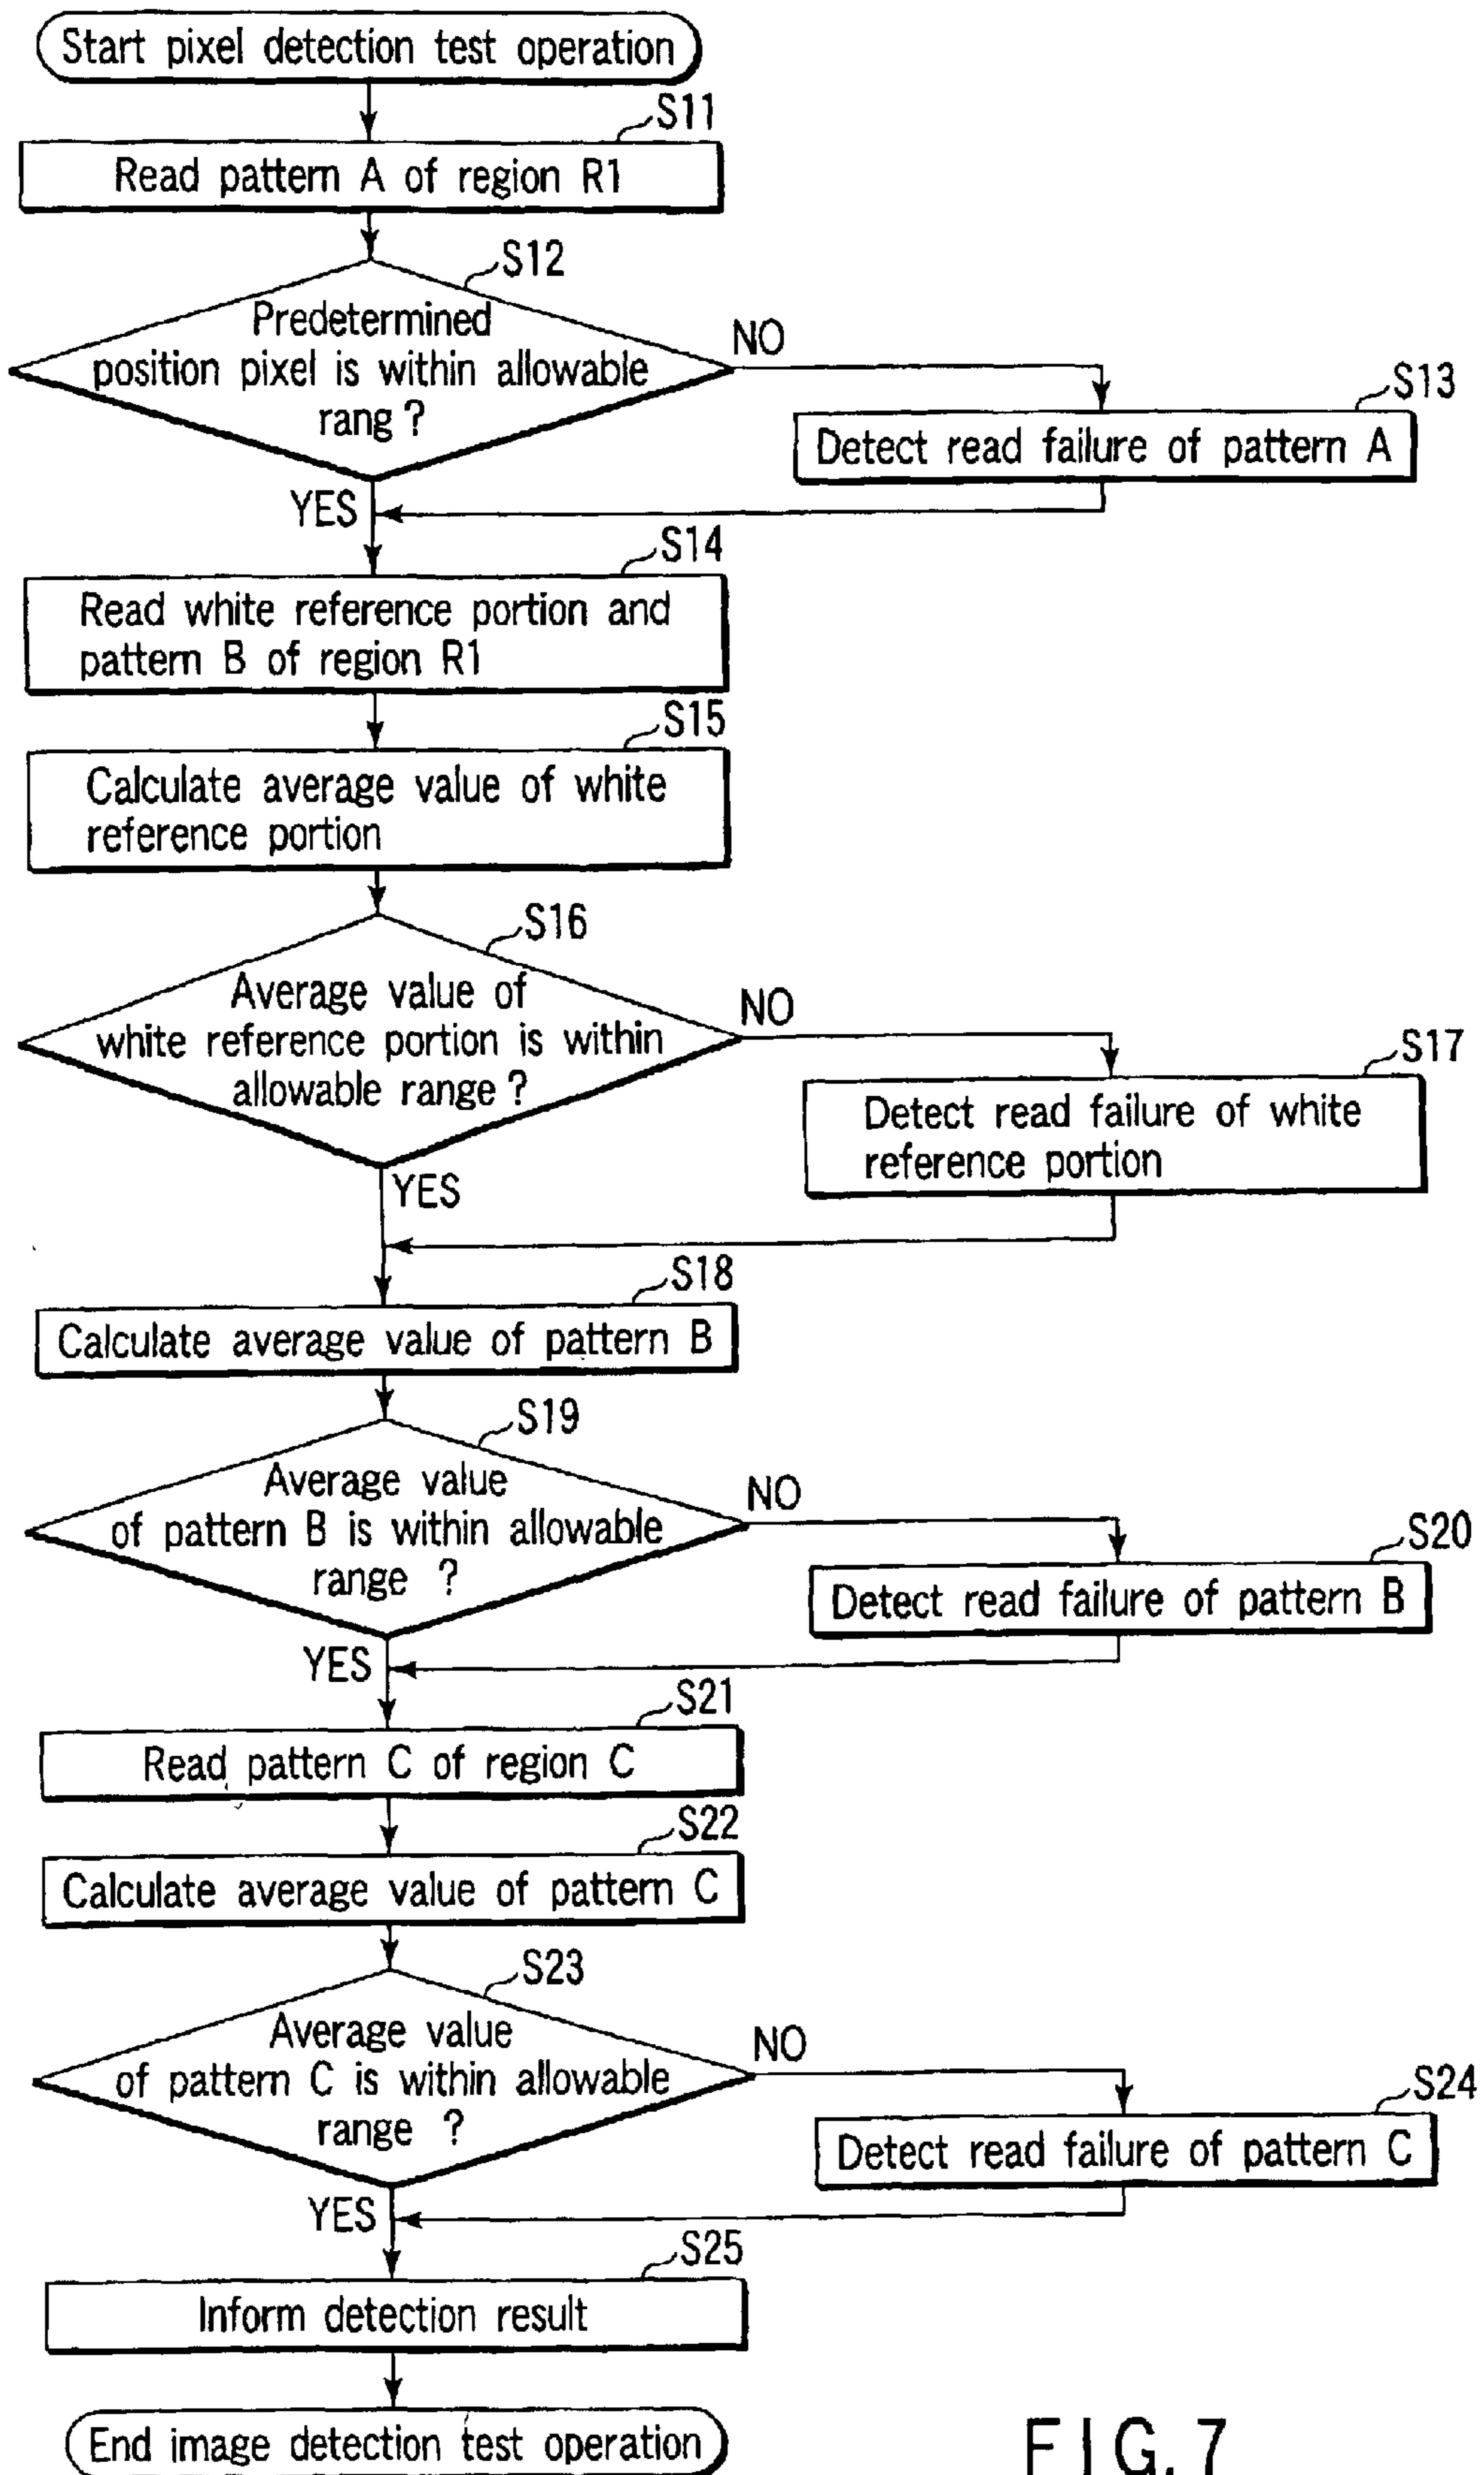 Start pixel detection test operation
S11
Read pattern A of region R1
S12
Predetermined
position pixel is within allowable
rang ?
NO
S13
Detect read failure of pattern A
YES
S14
Read white reference portion and
pattern B of region R1
S15
Calculate average value of white
reference portion
S16
Average value of
white reference portion is within
allowable range ?
NO
S17
Detect read failure of white
reference portion
YES
S18
Calculate average value of pattern B
S19
Average value
of pattern B is within allowable
range ?
NO
S20
Detect read failure of pattern B
YES
S21
Read pattern C of region C
S22
Calculate average value of pattern C
S23
Average value
of pattern C is within allowable
range ?
NO
S24
Detect read failure of pattern C
YES
S25
Inform detection result
End image detection test operation
FIG. 7